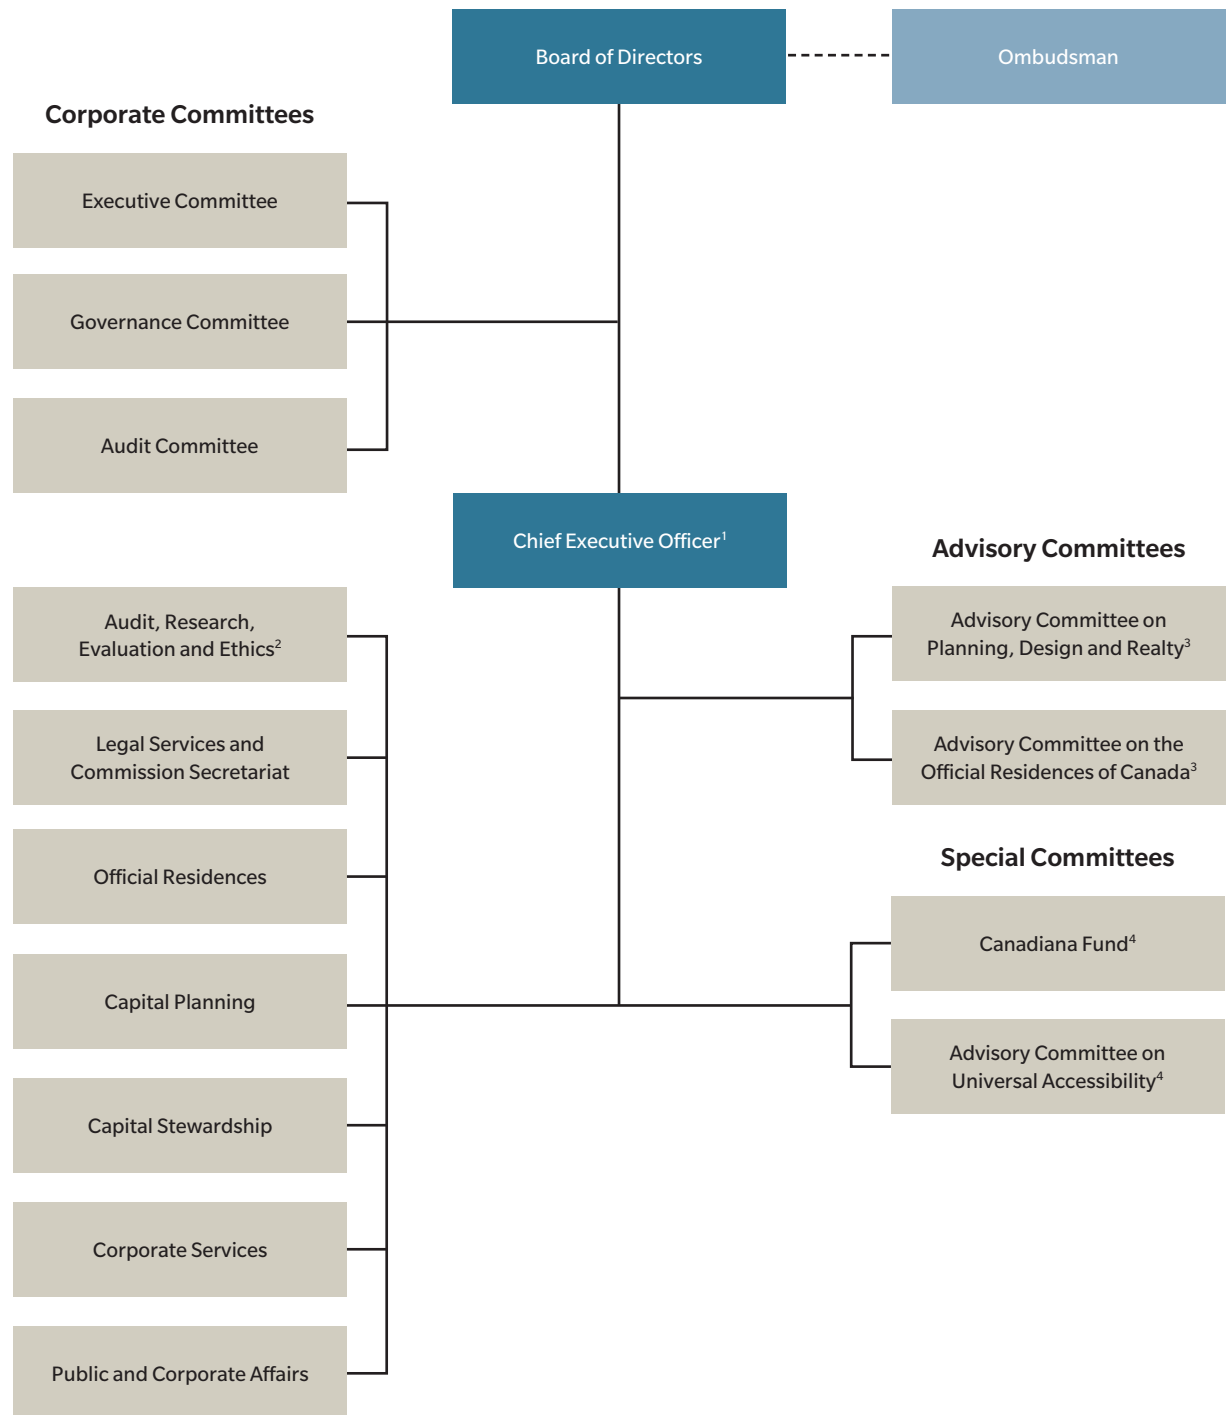 Board of Directors
Ombudsman
Corporate Committees
Executive Committee
Governance Committee
Audit Committee
Chief Executive Officer¹
Advisory Committees
Advisory Committee on
Planning, Design and Realty³
Advisory Committee on the
Official Residences of Canada³
Audit, Research,
Evaluation and Ethics²
Legal Services and
Commission Secretariat
Official Residences
Capital Planning
Capital Stewardship
Corporate Services
Public and Corporate Affairs
Special Committees
Canadiana Fund⁴
Advisory Committee on
Universal Accessibility⁴